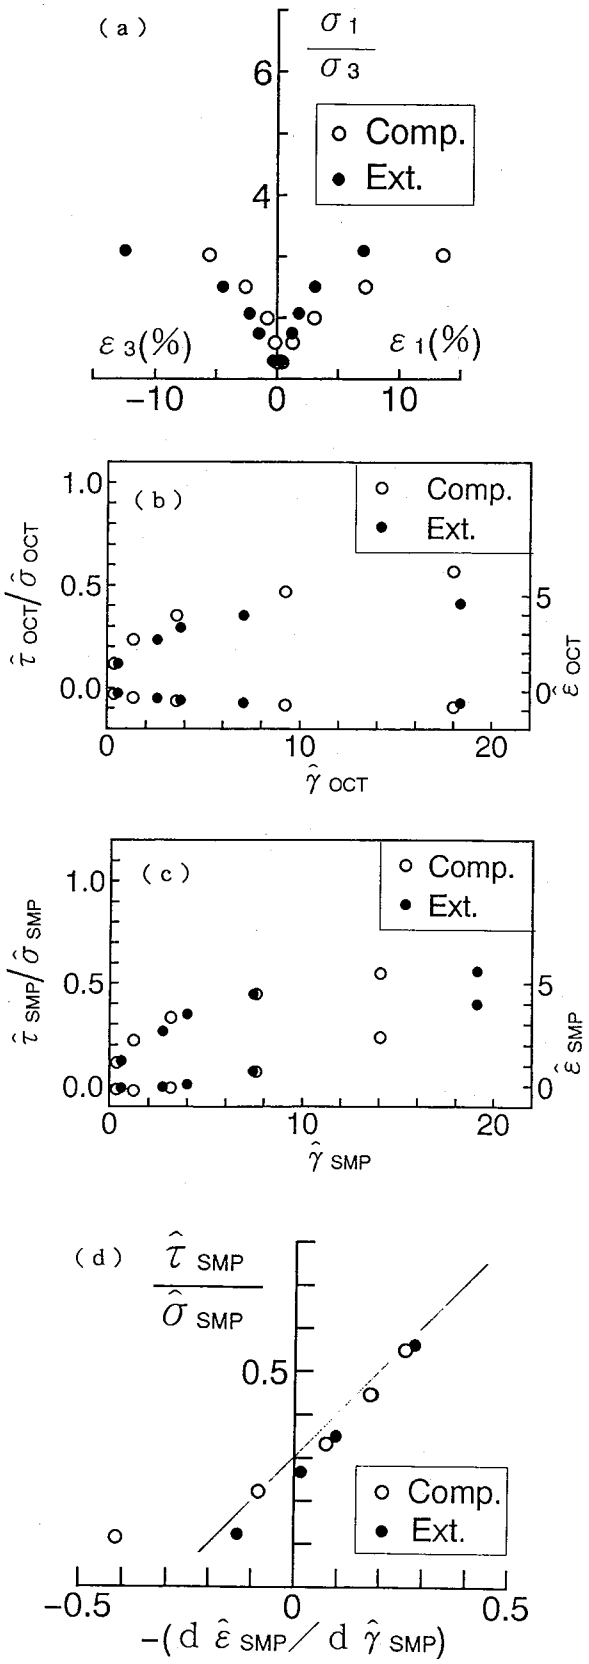 (a)
σ1/σ3
6
○ Comp.
● Ext.
4
ε3(%) ε1(%)
−10 0 10
(b)
○ Comp.
● Ext.
1.0
0.5
0.0
5
0
τ̂OCT/σ̂OCT
ε̂OCT
0 10 20
γ̂OCT
(c)
○ Comp.
● Ext.
1.0
0.5
0.0
5
0
τ̂SMP/σ̂SMP
ε̂SMP
0 10 20
γ̂SMP
(d)
τ̂SMP
σ̂SMP
0.5
○ Comp.
● Ext.
-0.5 0 0.5
-(dε̂SMP/dγ̂SMP)